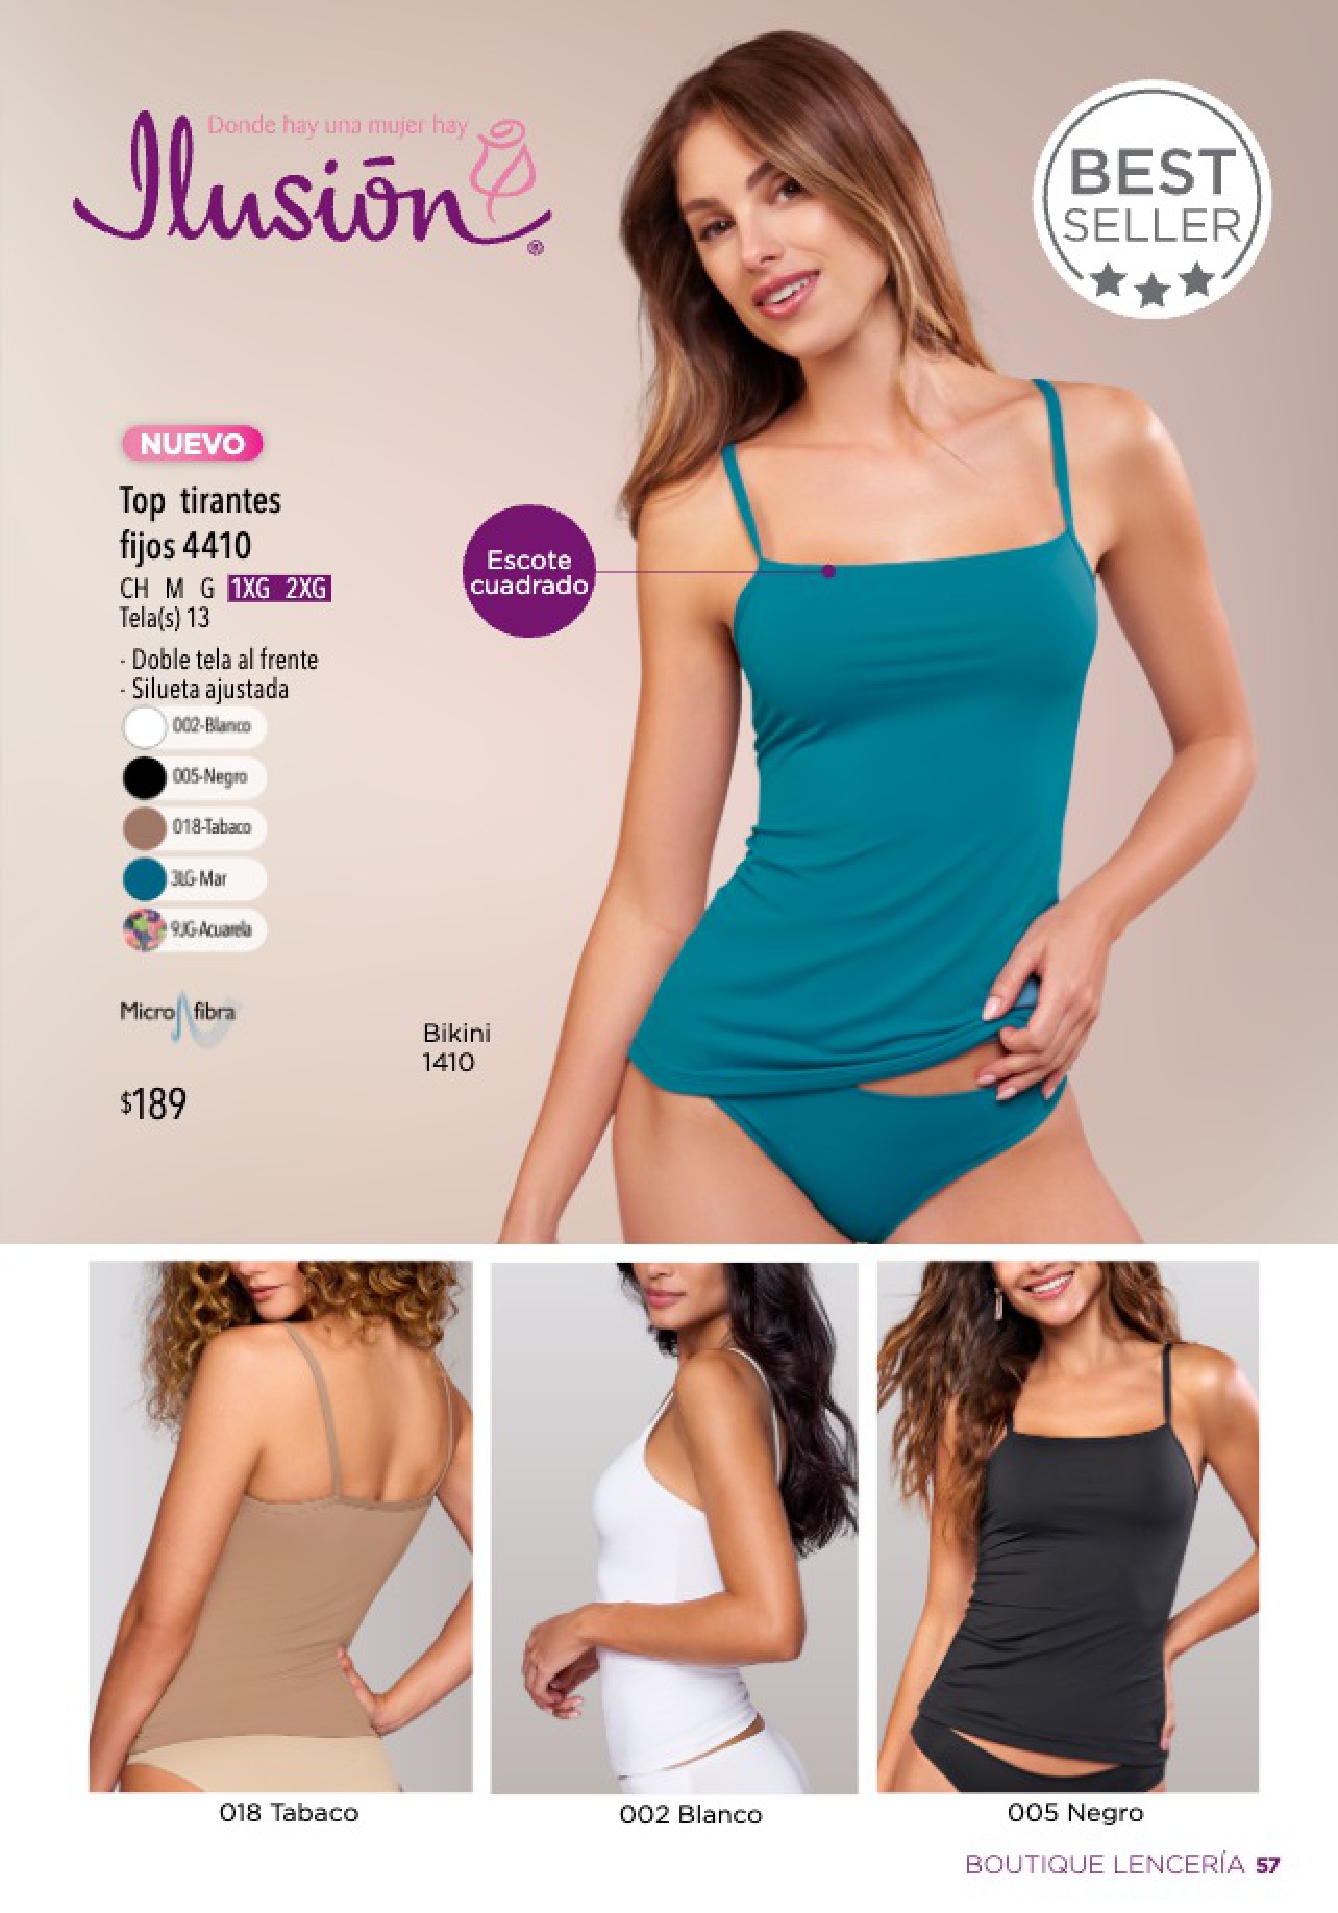 Donde hay una mujer hay
Ilusión
®
BEST
SELLER
NUEVO
Top tirantes
fijos 4410
CH M G 1XG 2XG
Tela(s) 13
· Doble tela al frente
· Silueta ajustada
002-Blanco
005-Negro
018-Tabaco
3LG-Mar
9JG-Acuarela
Micro fibra
$189
Escote
cuadrado
Bikini
1410
018 Tabaco
002 Blanco
005 Negro
BOUTIQUE LENCERÍA 57